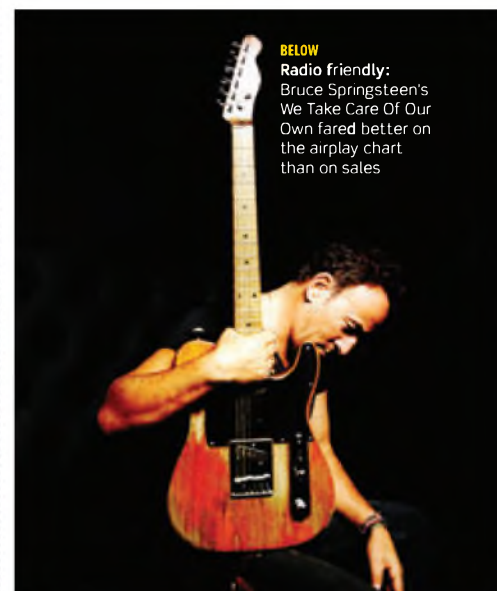 BELOW
Radio friendly:
Bruce Springsteen's
We Take Care Of Our
Own fared better on
the airplay chart
than on sales